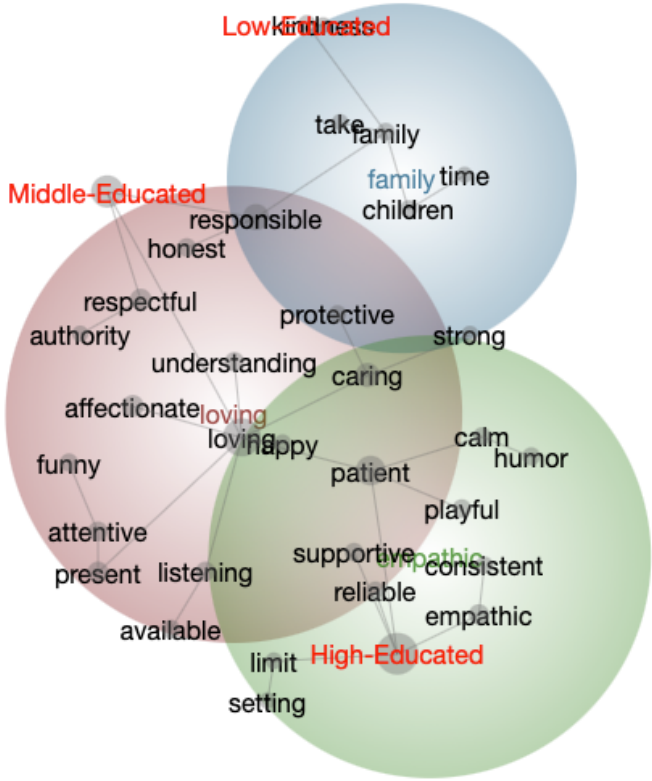 Low-Educated
kindness
take
family
family
time
children
Middle-Educated
responsible
honest
respectful
protective
authority
strong
understanding
caring
affectionate
loving
loving
happy
calm
funny
humor
patient
playful
attentive
supportive
empathic
consistent
present
listening
reliable
empathic
available
limit
High-Educated
setting